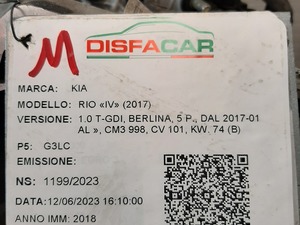 M
DISFACAR
MARCA: KIA
MODELLO: RIO «IV» (2017)
VERSIONE: 1.0 T-GDI, BERLINA, 5 P., DAL 2017-01
AL », CM3 998, CV 101, KW. 74 (B)
P5: G3LC
EMISSIONE:
NS: 1199/2023
DATA: 12/06/2023 16:10:00
ANNO IMM: 2018